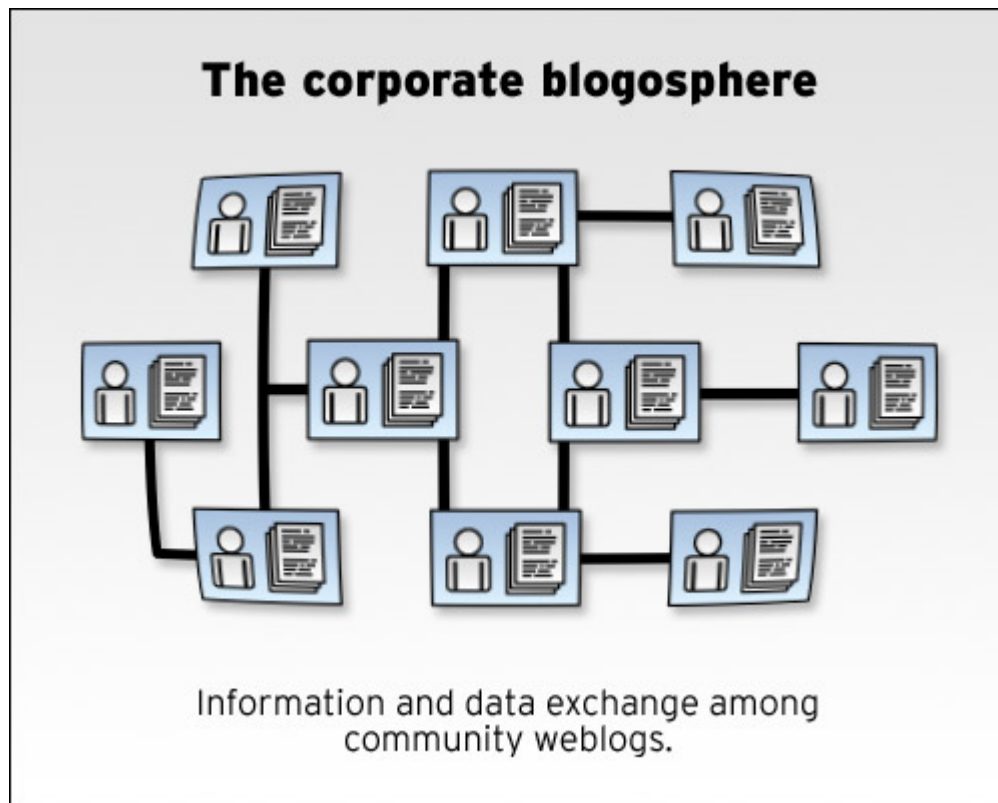 The corporate blogosphere
Information and data exchange among
community weblogs.